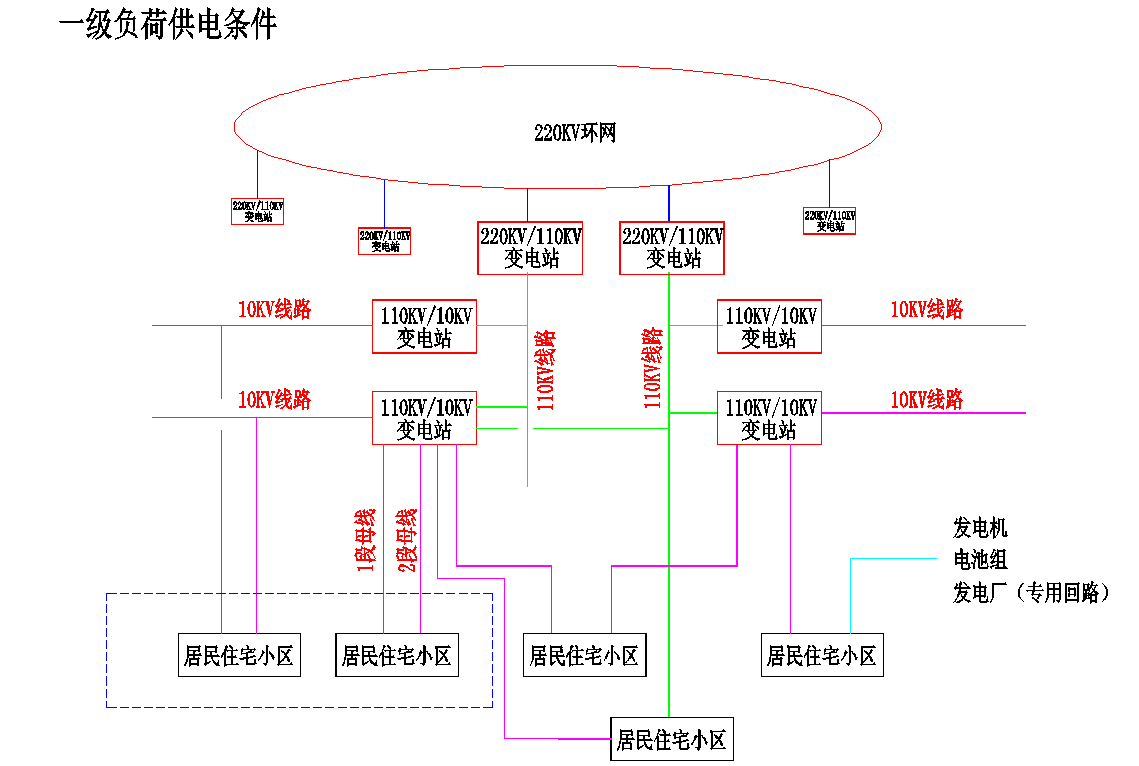 一级负荷供电条件
220KV环网
220KV/110KV
变电站
220KV/110KV
变电站
220KV/110KV
变电站
220KV/110KV
变电站
220KV/110KV
变电站
10KV线路
110KV/10KV
变电站
110KV线路
110KV线路
110KV/10KV
变电站
10KV线路
10KV线路
110KV/10KV
变电站
110KV/10KV
变电站
10KV线路
1段母线
2段母线
发电机
电池组
发电厂（专用回路）
居民住宅小区
居民住宅小区
居民住宅小区
居民住宅小区
居民住宅小区